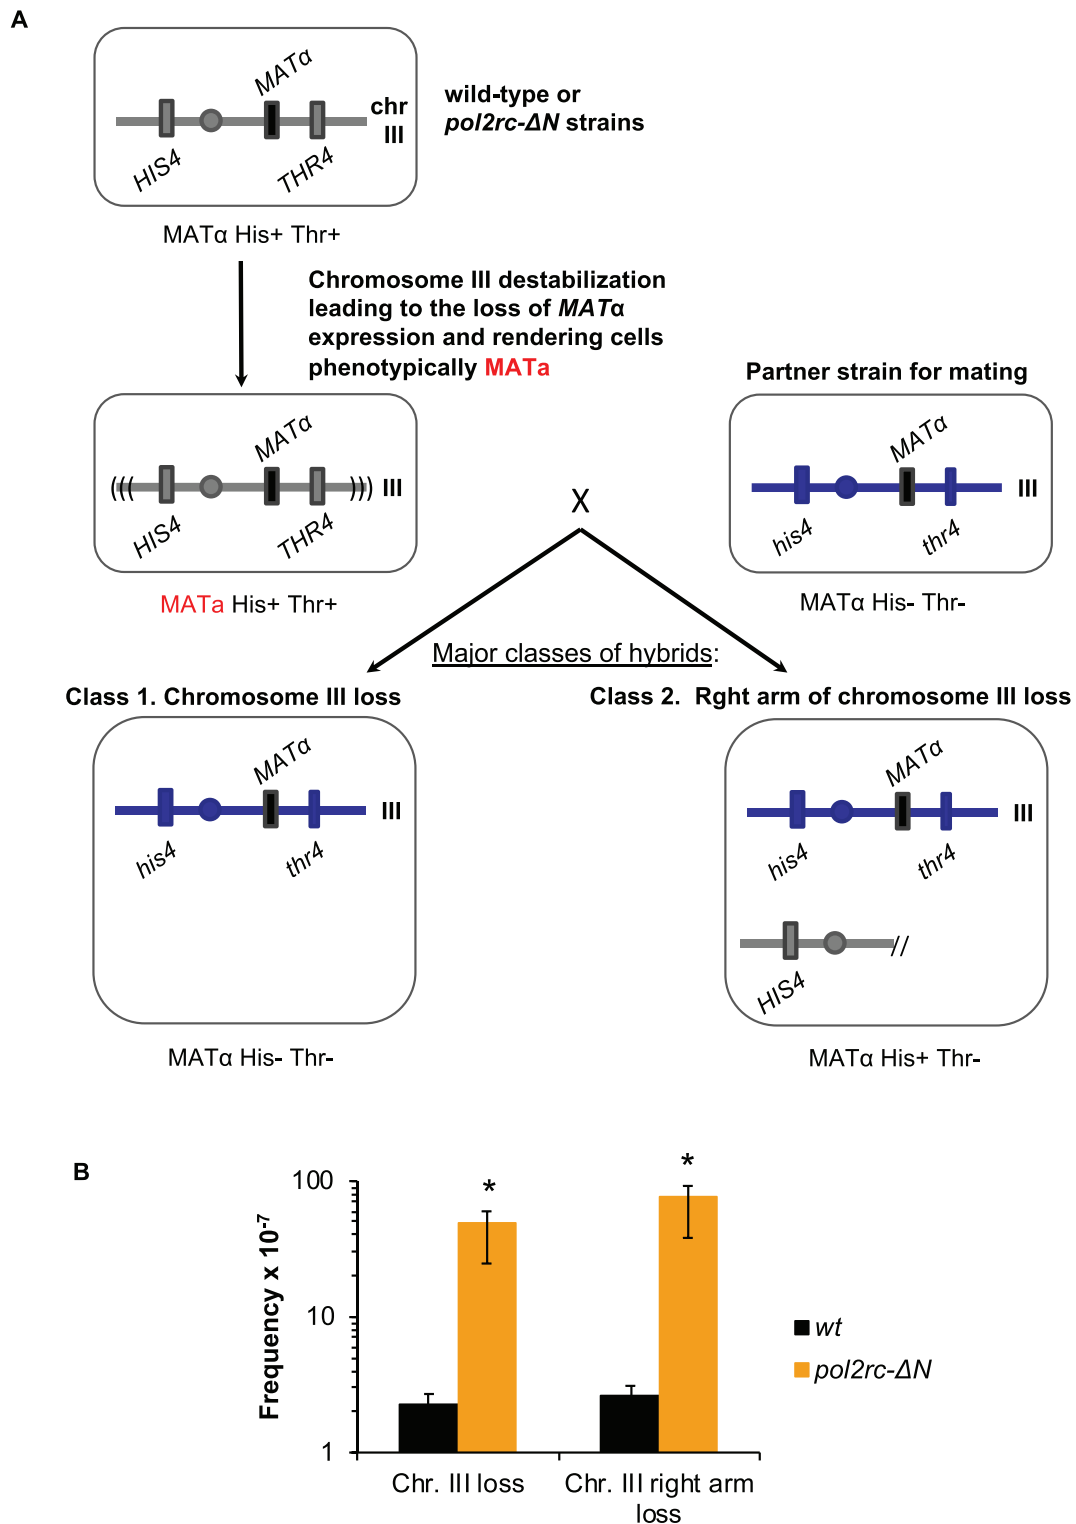 A
MATα
chr
III
HIS4
THR4
wild-type or
pol2rc-ΔN strains
MATα His+ Thr+
Chromosome III destabilization
leading to the loss of MATα
expression and rendering cells
phenotypically MATa
Partner strain for mating
MATα
((( ))) III
HIS4
THR4
MATa His+ Thr+
X
MATα
III
his4
thr4
MATα His- Thr-
Major classes of hybrids:
Class 1. Chromosome III loss
MATα
III
his4
thr4
MATα His- Thr-
Class 2. Rght arm of chromosome III loss
MATα
III
his4
thr4
//
HIS4
MATα His+ Thr-
B
Frequency x 10-7
100
10
1
*
*
Chr. III loss
Chr. III right arm
loss
wt
pol2rc-ΔN